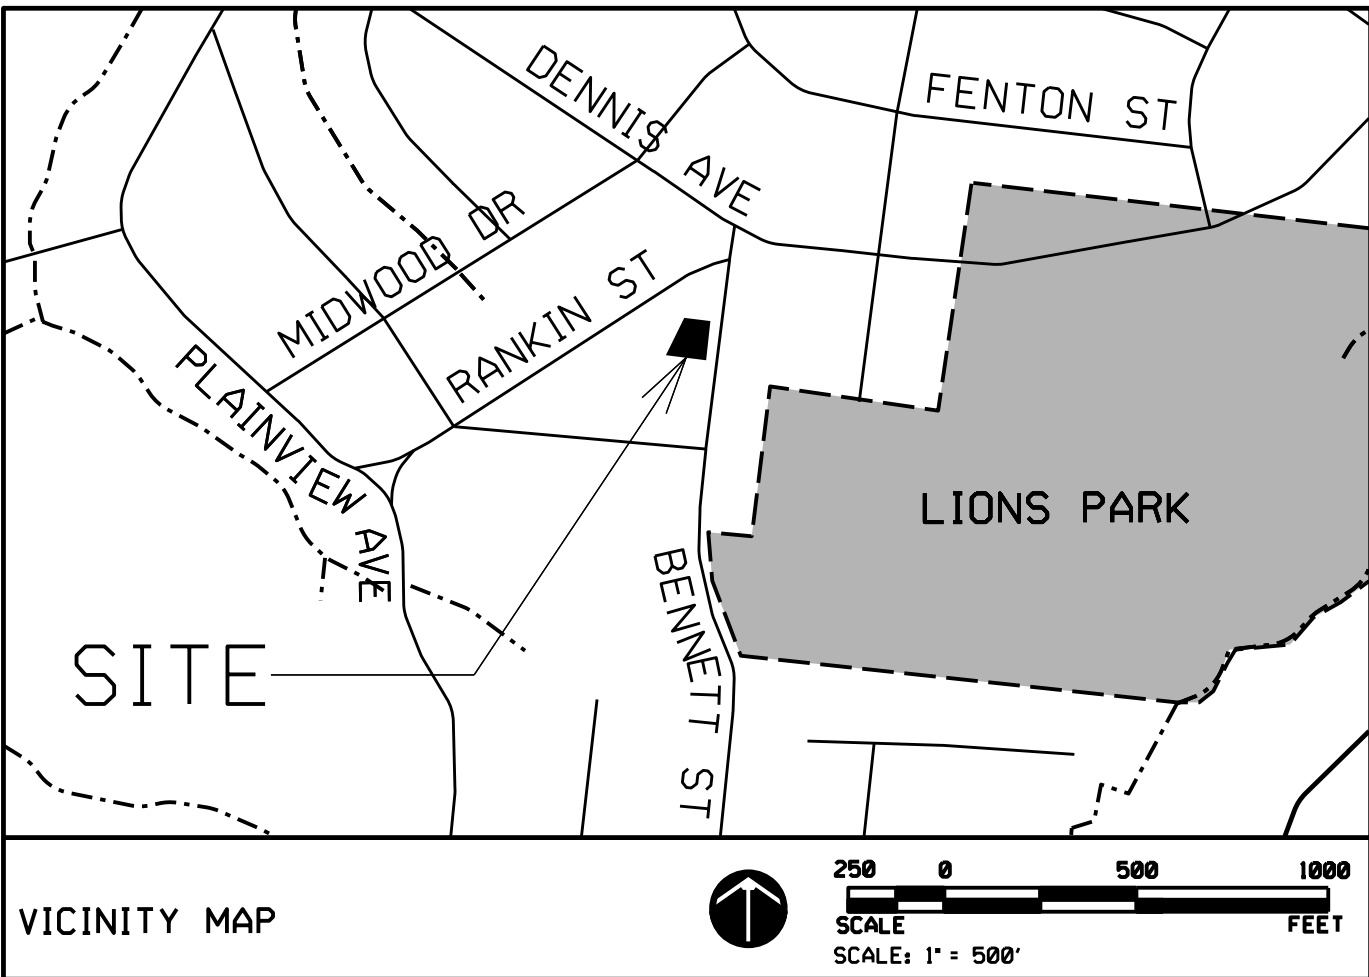 DENNIS AVE
FENTON ST
MIDWOOD DR
RANKIN ST
PLAINVIEW AVE
LIONS PARK
BENNETT ST
SITE
VICINITY MAP
250 0 500 1000
SCALE FEET
SCALE: 1" = 500'